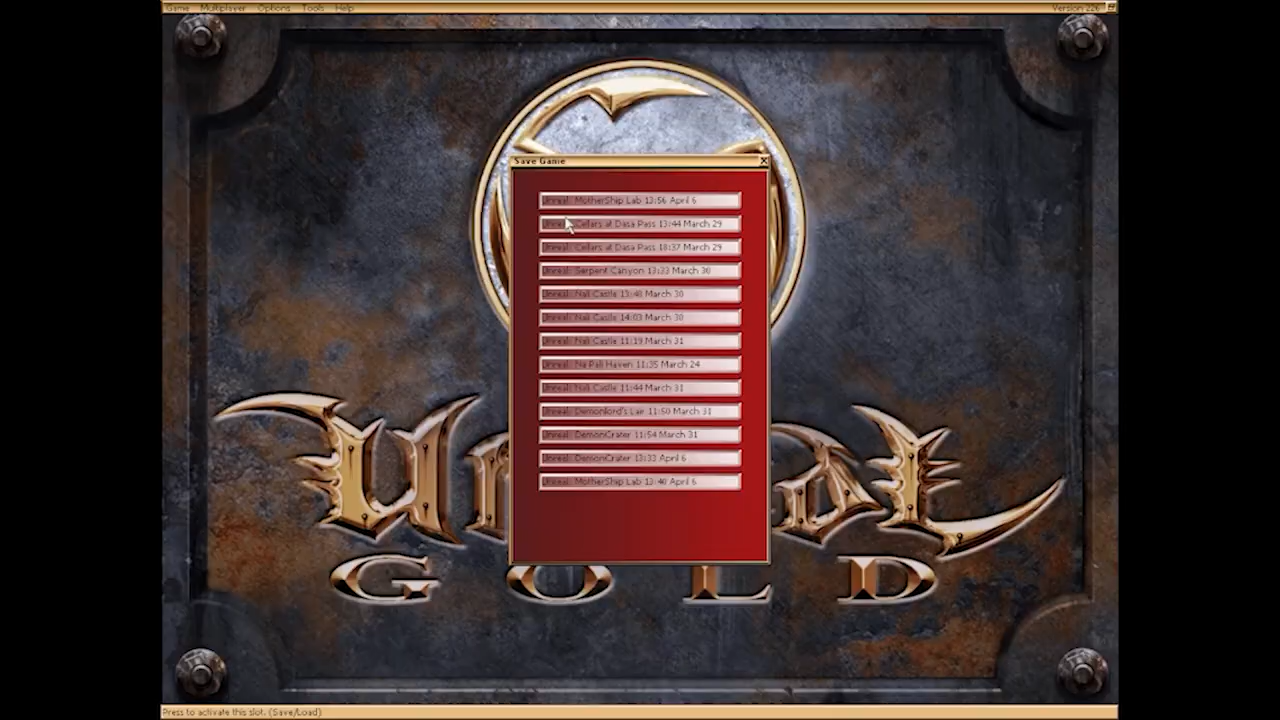 Game Multiplayer Options Tools Help Version 226
Save Game
Unreal: MotherShip Lab 13:56 April 6
Unreal: Cellars at Dasa Pass 13:44 March 29
Unreal: Cellars at Dasa Pass 18:37 March 29
Unreal: Serpent Canyon 13:33 March 30
Unreal: Nali Castle 13:48 March 30
Unreal: Nali Castle 14:03 March 30
Unreal: Nali Castle 11:19 March 31
Unreal: Na Pali Haven 11:35 March 24
Unreal: Nali Castle 11:44 March 31
Unreal: Demonlord's Lair 11:50 March 31
Unreal: DemonCrater 11:54 March 31
Unreal: DemonCrater 13:33 April 6
Unreal: MotherShip Lab 13:48 April 6
GOLD
Press to activate this slot. (Save/Load)